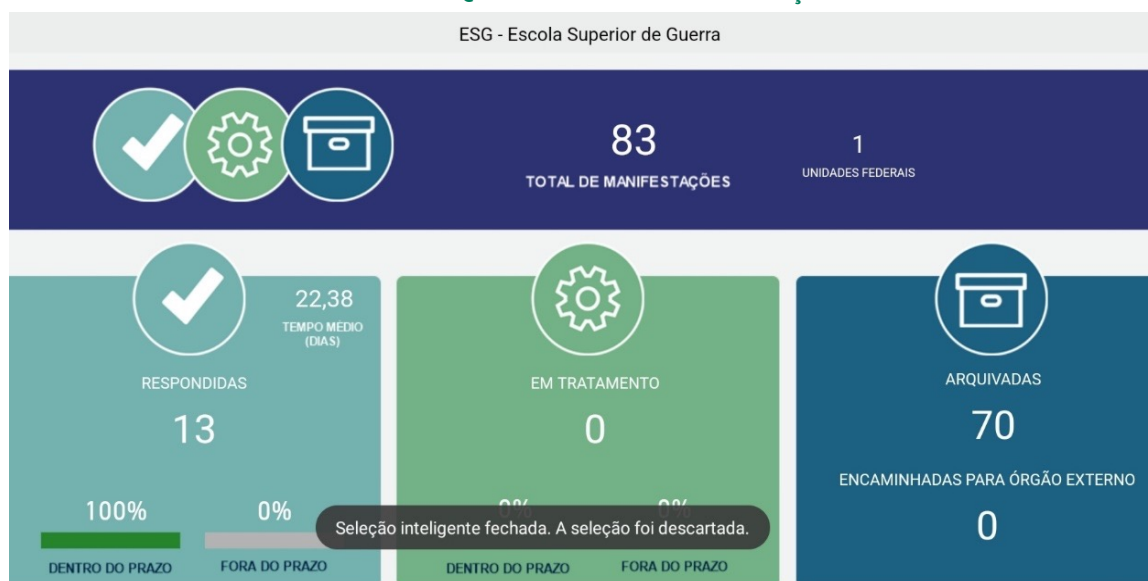 ESG - Escola Superior de Guerra
83
TOTAL DE MANIFESTAÇÕES
1
UNIDADES FEDERAIS
22,38
TEMPO MÉDIO
(DIAS)
RESPONDIDAS
13
100%
0%
DENTRO DO PRAZO
FORA DO PRAZO
EM TRATAMENTO
0
0%
0%
DENTRO DO PRAZO
FORA DO PRAZO
ARQUIVADAS
70
ENCAMINHADAS PARA ÓRGÃO EXTERNO
0
Seleção inteligente fechada. A seleção foi descartada.